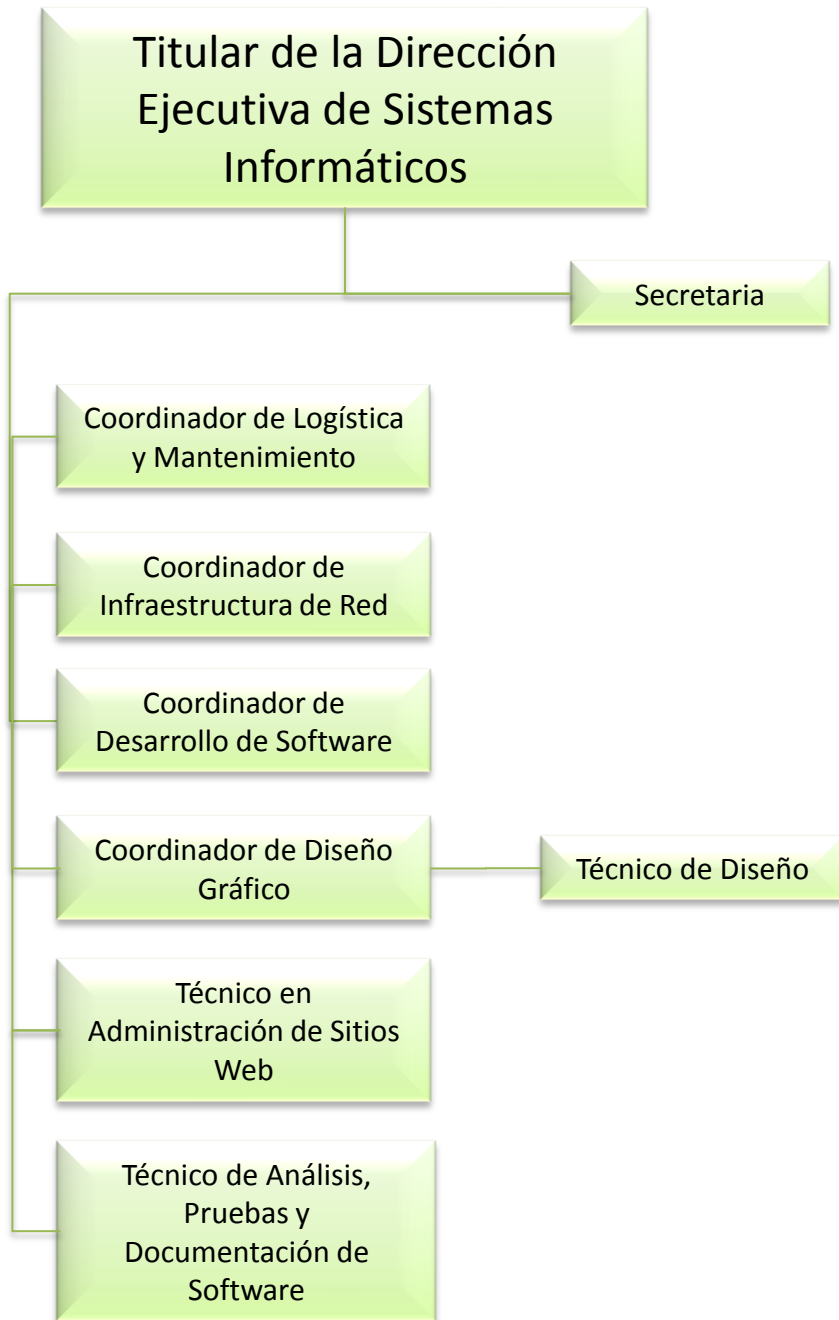 Titular de la Dirección
Ejecutiva de Sistemas
Informáticos
Secretaria
Coordinador de Logística
y Mantenimiento
Coordinador de
Infraestructura de Red
Coordinador de
Desarrollo de Software
Coordinador de Diseño
Gráfico
Técnico de Diseño
Técnico en
Administración de Sitios
Web
Técnico de Análisis,
Pruebas y
Documentación de
Software